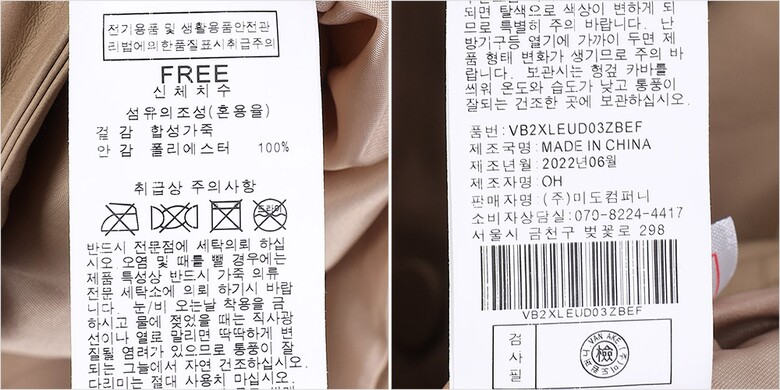 전기용품 및 생활용품안전관
리법에의한품질표시취급주의
FREE
신체치수
섬유의조성(혼용율)
겉 감 합성가죽
안 감 폴리에스터 100%
취급상 주의사항
드라이
반드시 전문점에 세탁의뢰 하십
시오.오염 및 때를 뺄 경우에는
제품 특성상 반드시 가죽 의류
전문 세탁소에 의뢰 하시기 바랍
니다. 눈/비 오는날 착용을 금
하시고 물에 젖었을 때는 직사광
선이나 열로 말리면 딱딱하게 변
질될 염려가 있으므로 통풍이 잘
되는 그늘에서 자연 건조하십시오.
다리미는 절대 사용치 마십시오.
되면 탈색으로 색상이 변하게 되
므로 특별히 주의 바랍니다. 난
방기구등 열기에 가까이 두면 제
품 형태 변화가 생기므로 주의 바
랍니다. 보관시는 헝겊 카바를
씌워 온도와 습도가 낮고 통풍이
잘되는 건조한 곳에 보관하십시오.
품번: VB2XLEUD03ZBEF
제조국명: MADE IN CHINA
제조년월: 2022년06월
제조자명: OH
판매자명: (주)미도컴퍼니
소비자상담실: 070-8224-4417
서울시 금천구 벚꽃로 298
VB2XLEUD03ZBEF
검
사
필
VAN AKE
檢
(주)미도컴퍼니